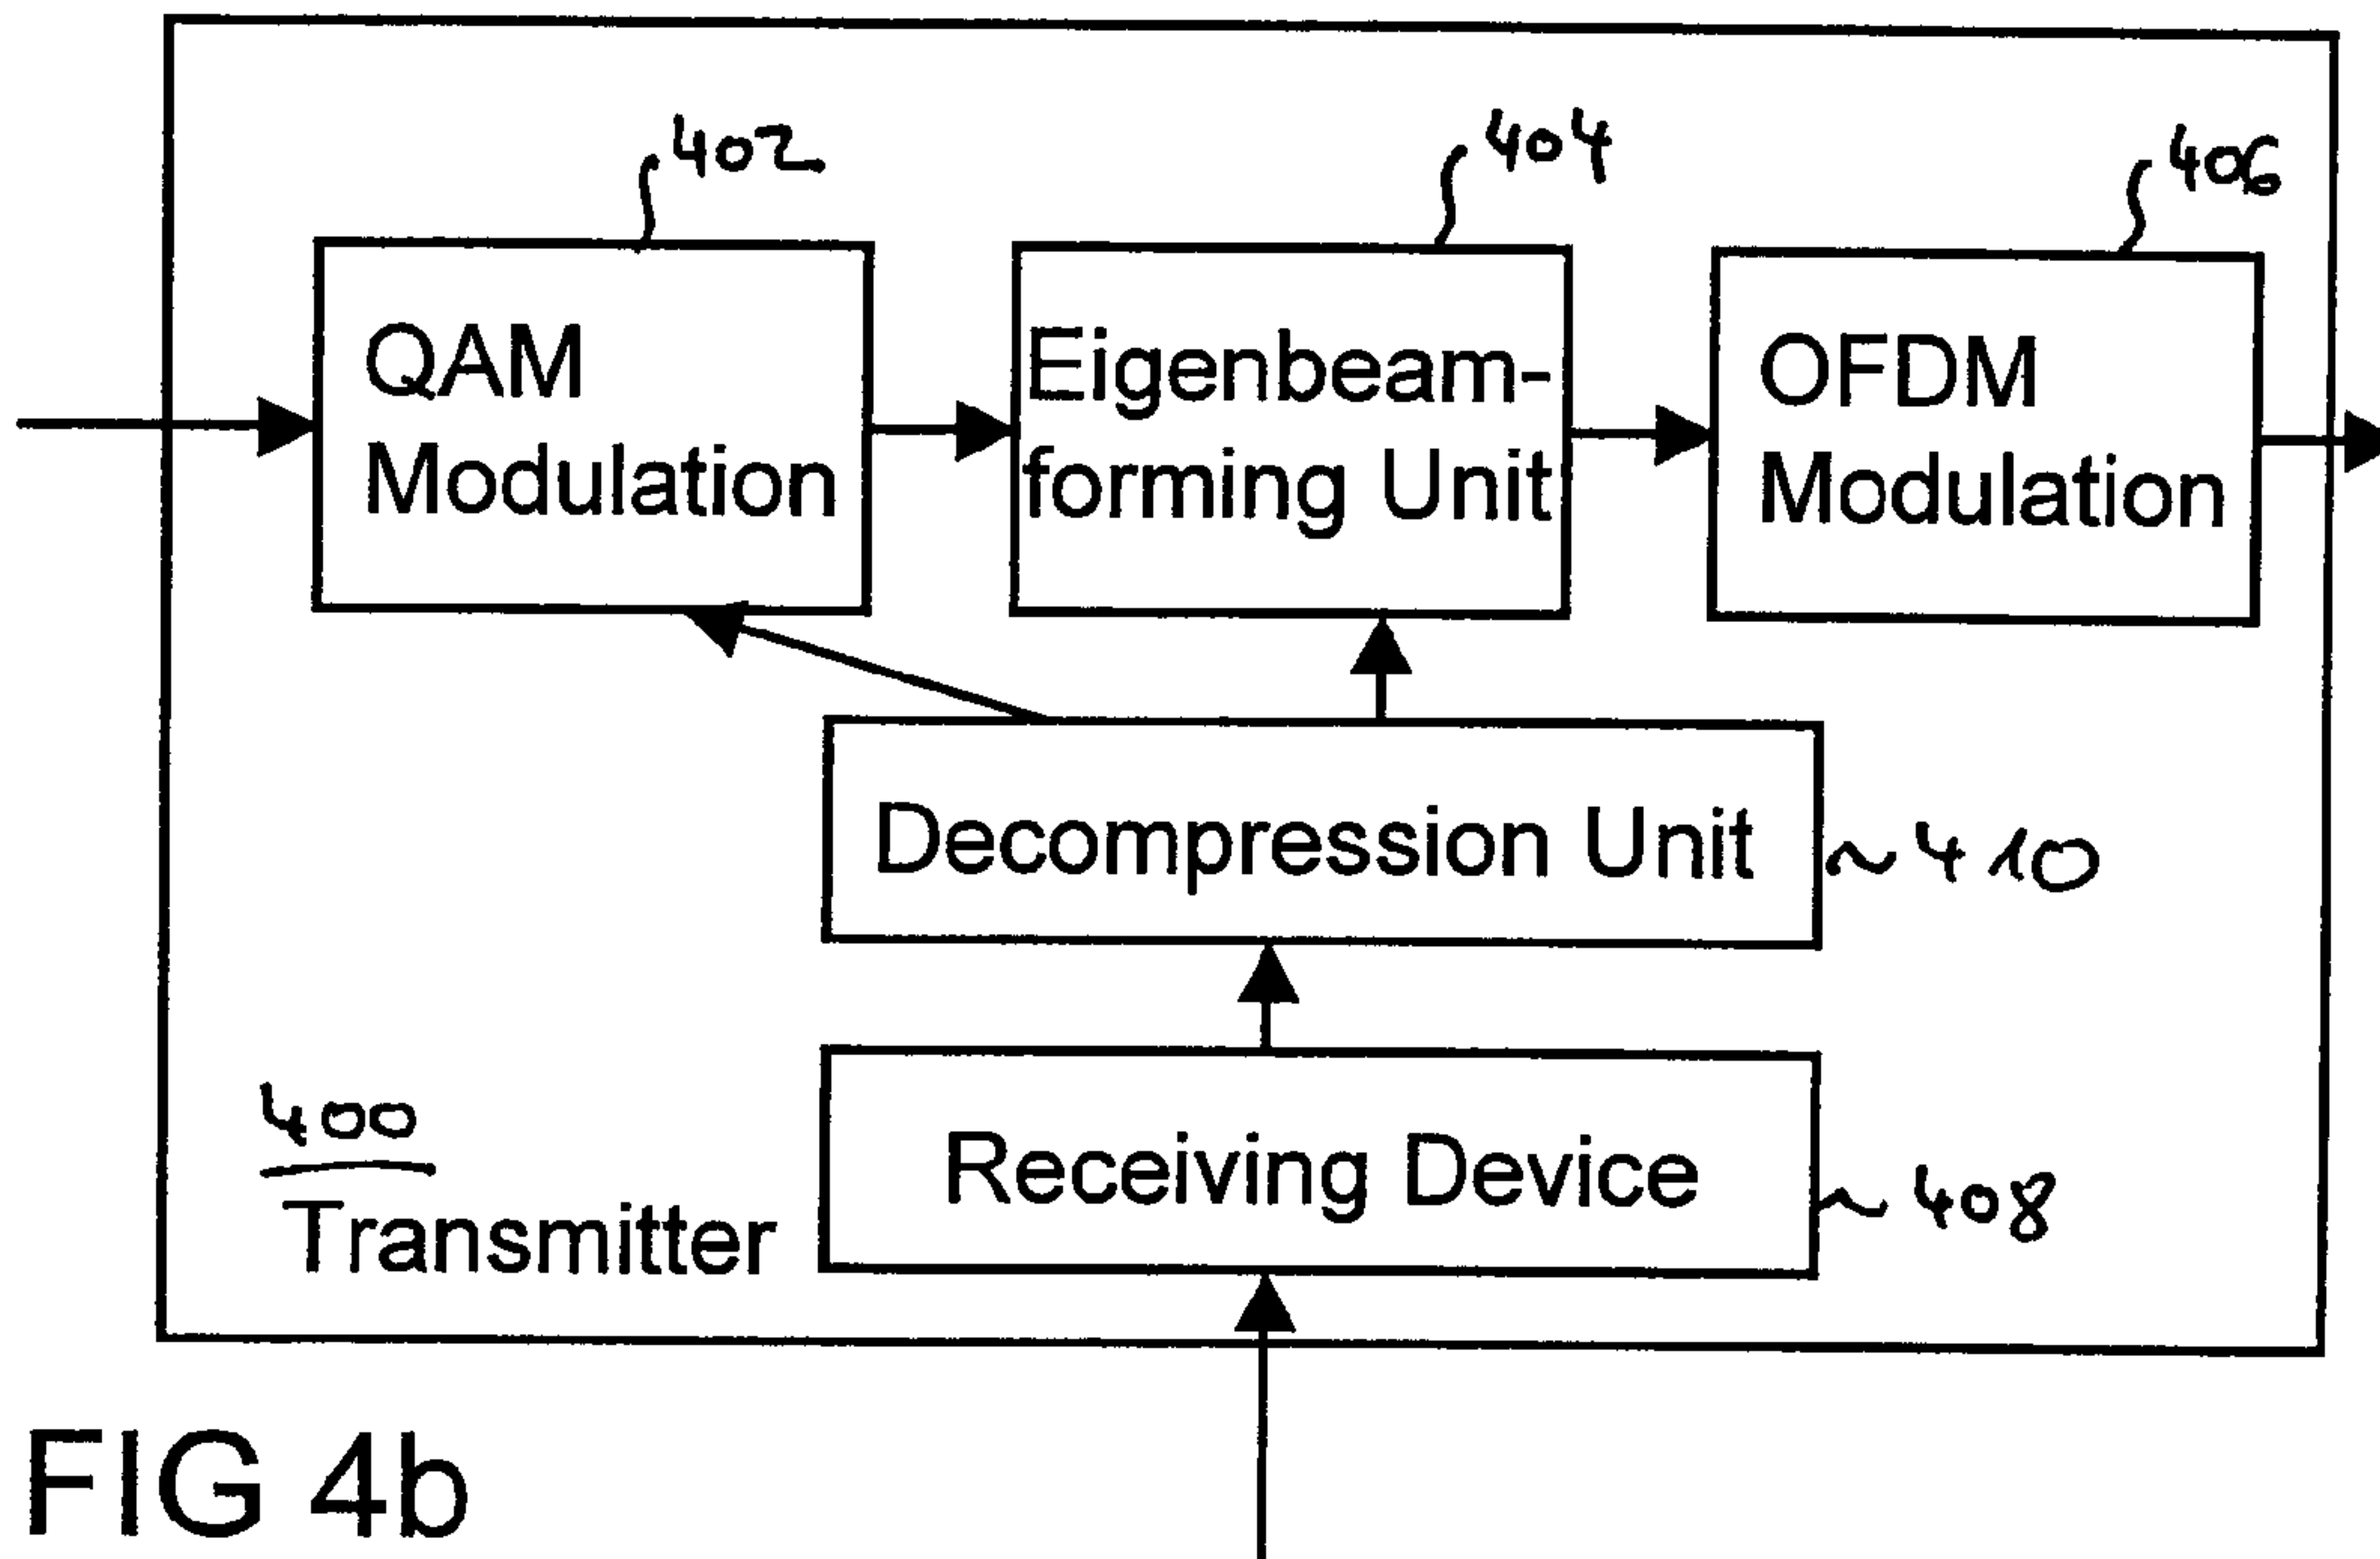 402
404
406
QAM
Modulation
Eigenbeam-
forming Unit
OFDM
Modulation
Decompression Unit
~410
Receiving Device
~408
400
Transmitter
FIG 4b